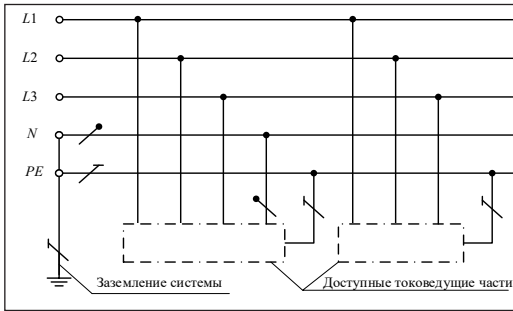 L1
L2
L3
N
PE
Заземление системы
Доступные токоведущие части